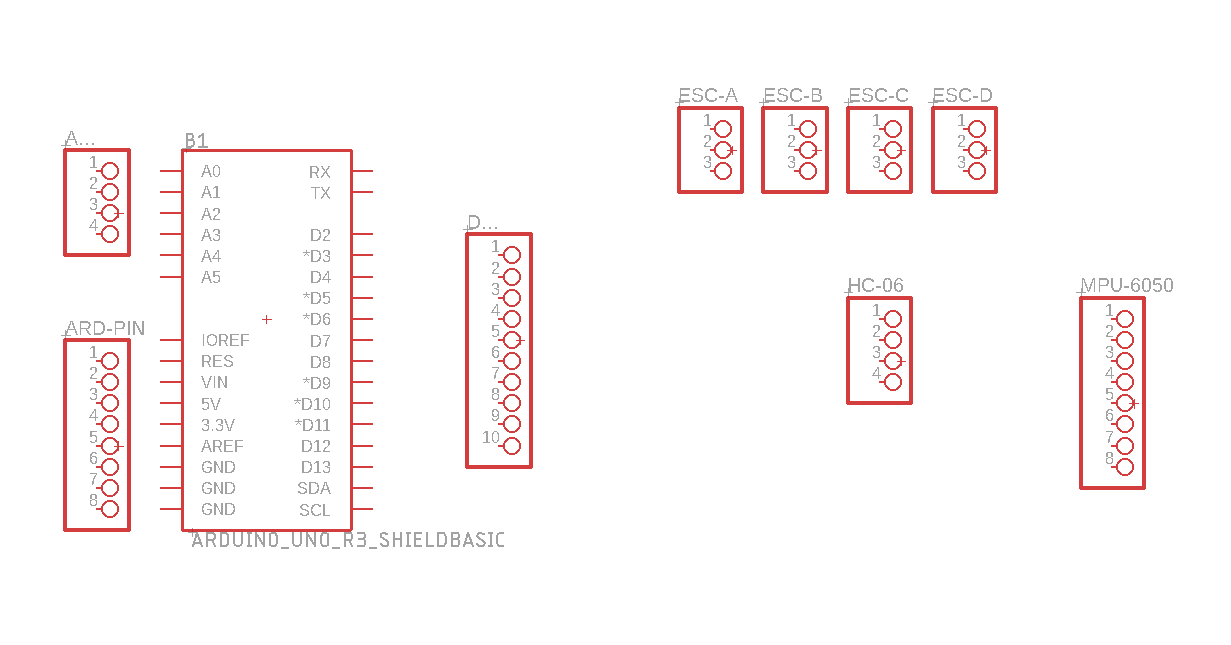 ESC-A ESC-B ESC-C ESC-D
1 1 1 1
2 2 2 2
3 3 3 3
A...
1
2
3
4
B1
A0 RX
A1 TX
A2
A3 D2
A4 *D3
A5 D4
*D5
*D6
IOREF D7
RES D8
VIN *D9
5V *D10
3.3V *D11
AREF D12
GND D13
GND SDA
GND SCL
ARDUINO_UNO_R3_SHIELDBASIC
ARD-PIN
1
2
3
4
5
6
7
8
D...
1
2
3
4
5
6
7
8
9
10
HC-06
1
2
3
4
MPU-6050
1
2
3
4
5
6
7
8